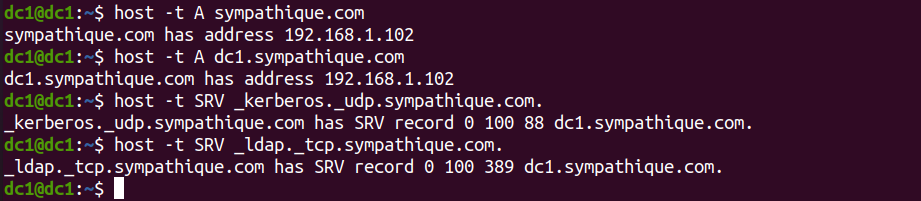 dc1@dc1:~$ host -t A sympathique.com
sympathique.com has address 192.168.1.102
dc1@dc1:~$ host -t A dc1.sympathique.com
dc1.sympathique.com has address 192.168.1.102
dc1@dc1:~$ host -t SRV _kerberos._udp.sympathique.com.
_kerberos._udp.sympathique.com has SRV record 0 100 88 dc1.sympathique.com.
dc1@dc1:~$ host -t SRV _ldap._tcp.sympathique.com.
_ldap._tcp.sympathique.com has SRV record 0 100 389 dc1.sympathique.com.
dc1@dc1:~$